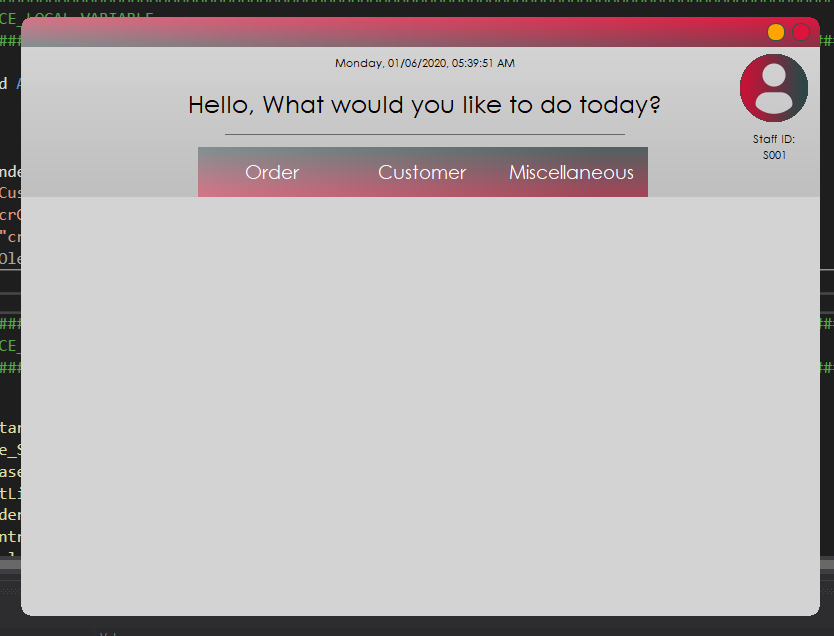 CE_LOCAL_VARIABLE
Monday, 01/06/2020, 05:39:51 AM
Hello, What would you like to do today?
Staff ID:
S001
Order Customer Miscellaneous